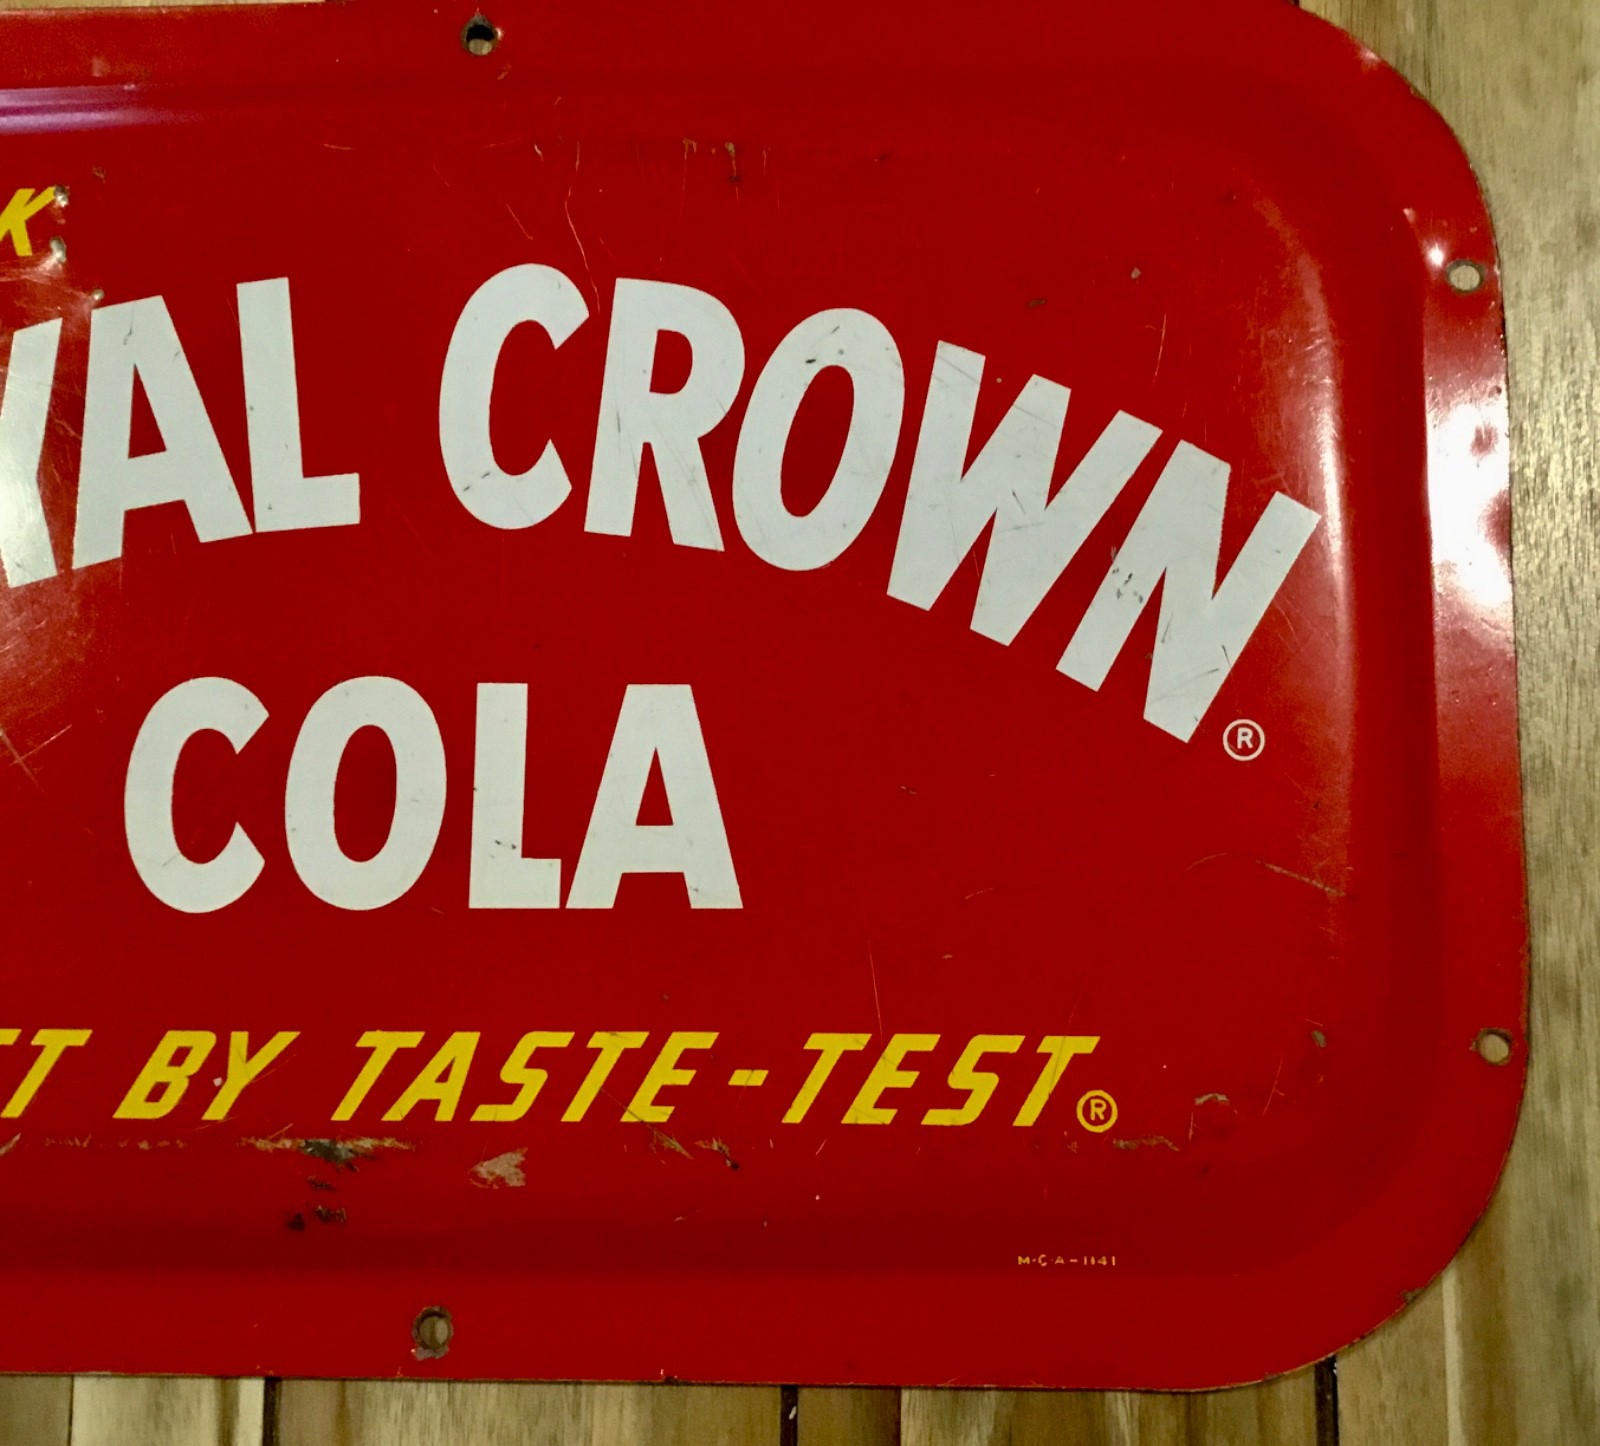 K
YAL CROWN®
COLA
T BY TASTE-TEST®
M-C-A-1141